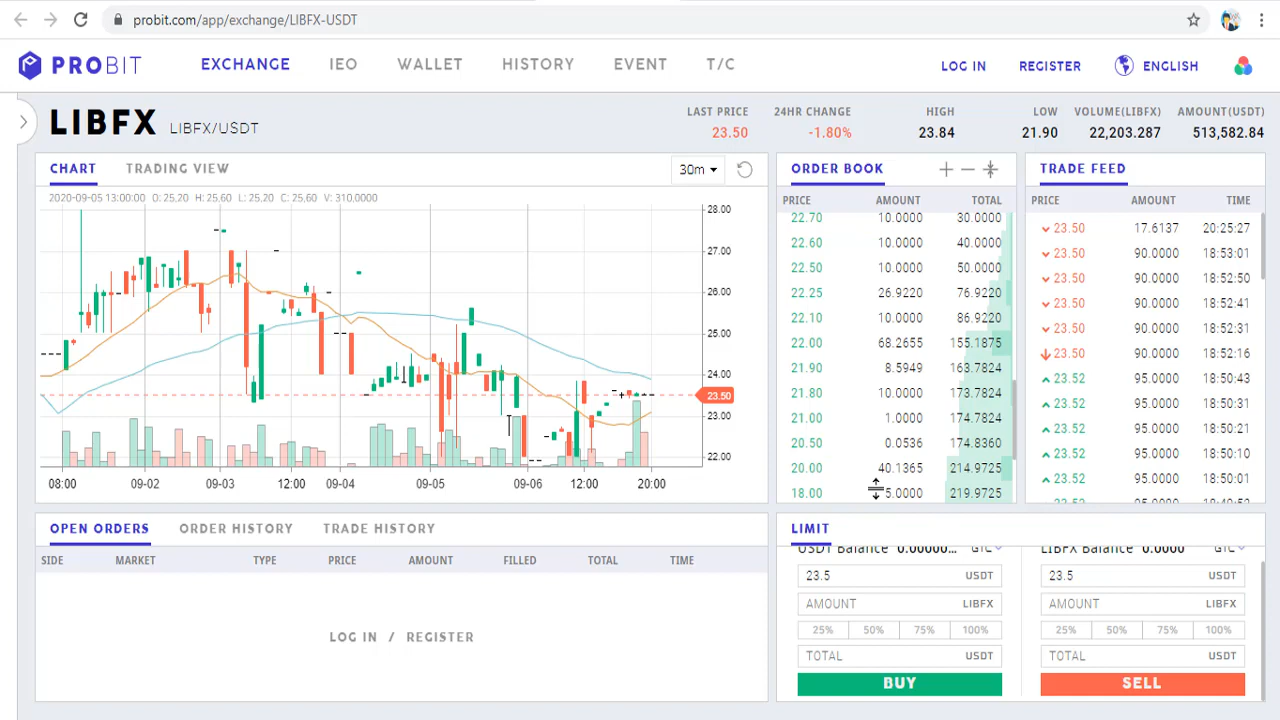 probit.com/app/exchange/LIBFX-USDT
PROBIT EXCHANGE IEO WALLET HISTORY EVENT T/C LOG IN REGISTER ENGLISH
LIBFX LIBFX/USDT
LAST PRICE 24HR CHANGE HIGH LOW VOLUME(LIBFX) AMOUNT(USDT)
23.50 -1.80% 23.84 21.90 22,203.287 513,582.84
CHART TRADING VIEW 30m
2020-09-05 13:00:00 O: 25,20 H: 25,60 L: 25,20 C: 25,60 V: 310,0000
28.00
27.00
26.00
25.00
24.00
23.50
23.00
22.00
08:00 09-02 09-03 12:00 09-04 09-05 09-06 12:00 20:00
ORDER BOOK
PRICE AMOUNT TOTAL
22.70 10.0000 30.0000
22.60 10.0000 40.0000
22.50 10.0000 50.0000
22.25 26.9220 76.9220
22.10 10.0000 86.9220
22.00 68.2655 155.1875
21.90 8.5949 163.7824
21.80 10.0000 173.7824
21.00 1.0000 174.7824
20.50 0.0536 174.8360
20.00 40.1365 214.9725
18.00 5.0000 219.9725
TRADE FEED
PRICE AMOUNT TIME
23.50 17.6137 20:25:27
23.50 90.0000 18:53:01
23.50 90.0000 18:52:50
23.50 90.0000 18:52:41
23.50 90.0000 18:52:31
23.50 90.0000 18:52:16
23.52 95.0000 18:50:43
23.52 95.0000 18:50:31
23.52 95.0000 18:50:21
23.52 95.0000 18:50:10
23.52 95.0000 18:50:01
23.52 95.0000
OPEN ORDERS ORDER HISTORY TRADE HISTORY
SIDE MARKET TYPE PRICE AMOUNT FILLED TOTAL TIME
LOG IN / REGISTER
LIMIT
USDT Balance 0.00000... GTC
23.5 USDT
AMOUNT LIBFX
25% 50% 75% 100%
TOTAL USDT
BUY
LIBFX Balance 0.0000 GTC
23.5 USDT
AMOUNT LIBFX
25% 50% 75% 100%
TOTAL USDT
SELL